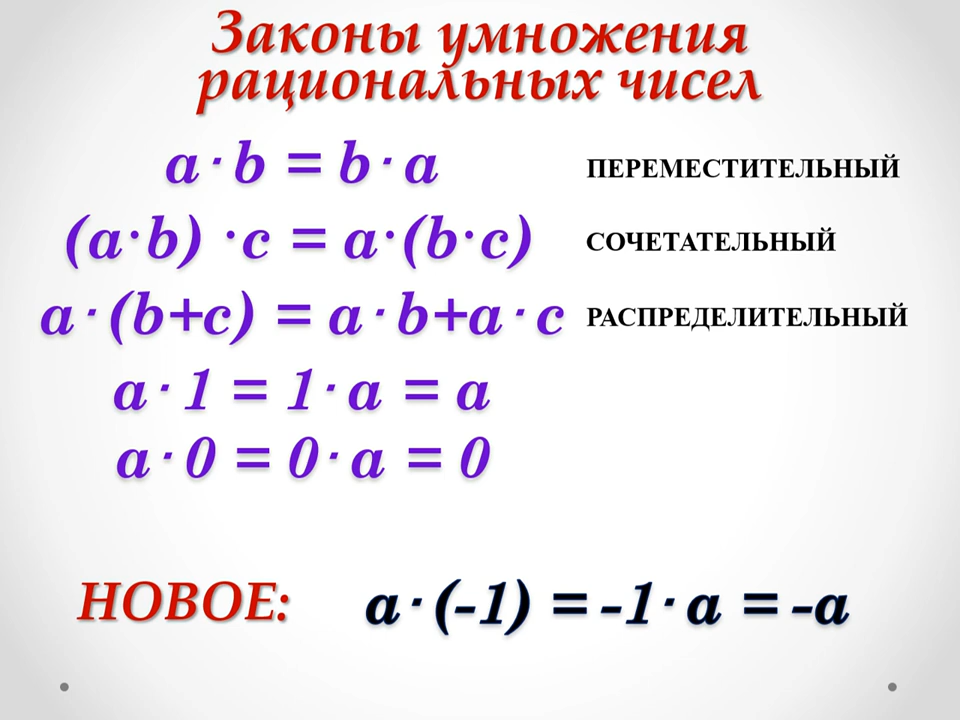 Законы умножения
рациональных чисел
a·b = b·a ПЕРЕМЕСТИТЕЛЬНЫЙ
(a·b) ·c = a·(b·c) СОЧЕТАТЕЛЬНЫЙ
a·(b+c) = a·b+a·c РАСПРЕДЕЛИТЕЛЬНЫЙ
a·1 = 1·a = a
a·0 = 0·a = 0
НОВОЕ: a·(-1) = -1·a = -a